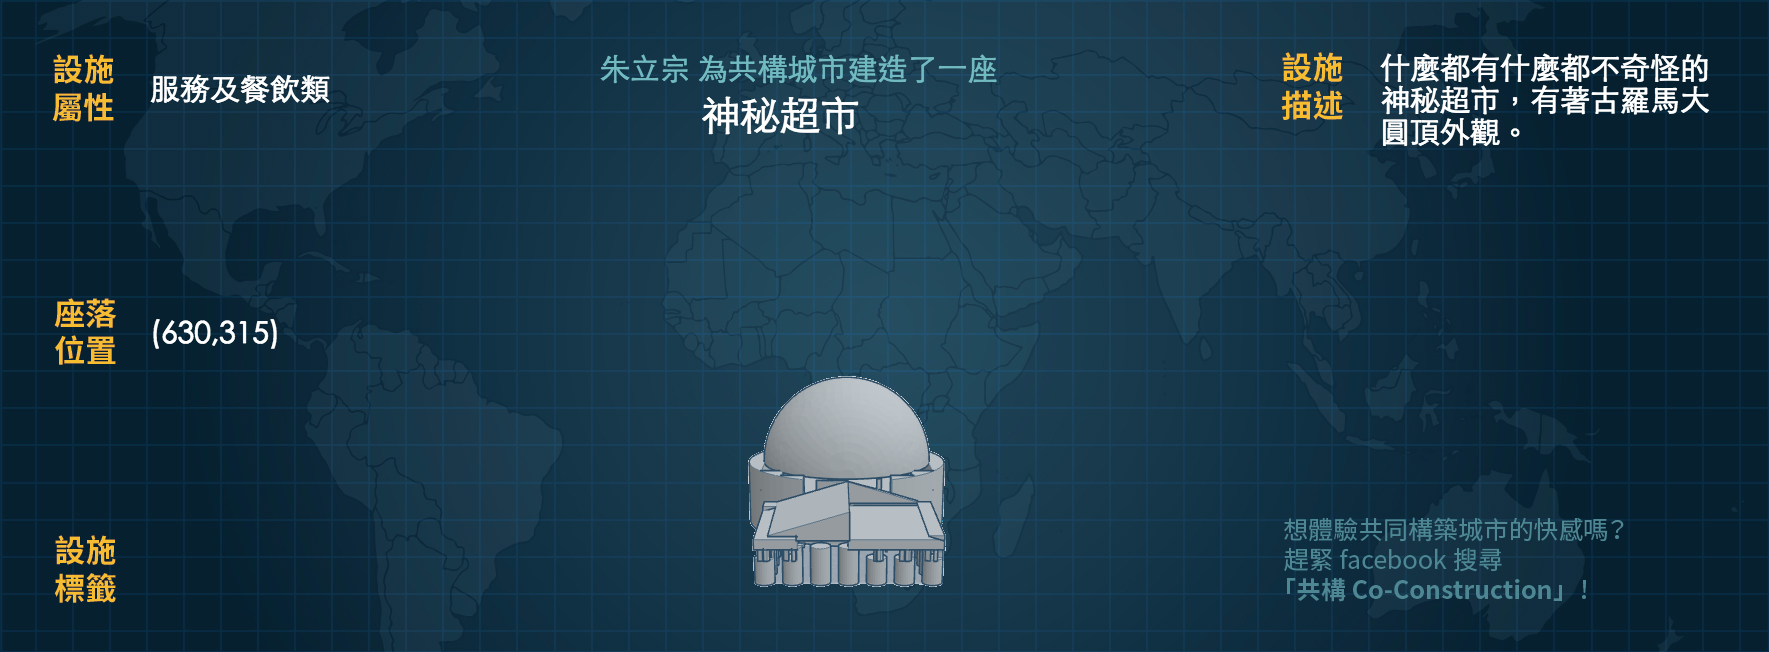 設施
屬性
服務及餐飲類
朱立宗 為共構城市建造了一座
神秘超市
設施
描述
什麼都有什麼都不奇怪的
神秘超市，有著古羅馬大
圓頂外觀。
座落
位置
(630,315)
設施
標籤
想體驗共同構築城市的快感嗎？
趕緊 facebook 搜尋
「共構 Co-Construction」！